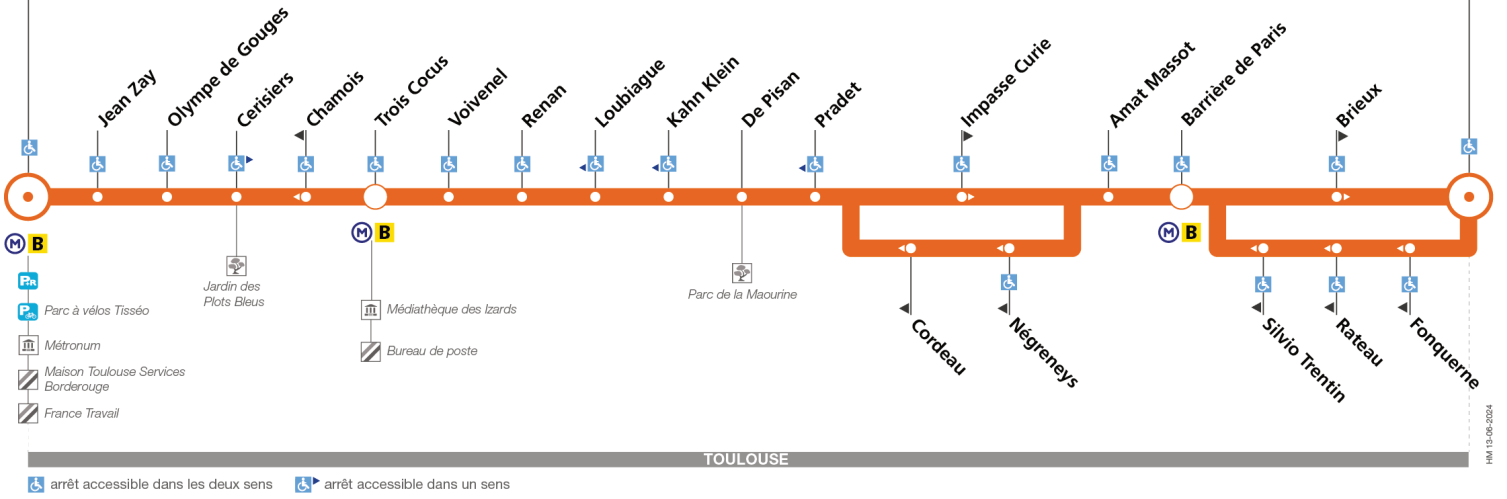 Jean Zay
Olympe de Gouges
Cerisiers
Chamois
Trois Cocus
Voivenel
Renan
Loubiague
Kahn Klein
De Pisan
Pradet
Impasse Curie
Amat Massot
Barrière de Paris
Brieux
M B
M B
M B
P+R
P
Parc à vélos Tisséo
Métronum
Maison Toulouse Services
Borderouge
France Travail
Jardin des
Plots Bleus
Médiathèque des Izards
Bureau de poste
Parc de la Maourine
Cordeau
Négreneys
Silvio Trentin
Rateau
Fonquerne
HM 13-06-2024
TOULOUSE
arrêt accessible dans les deux sens
arrêt accessible dans un sens